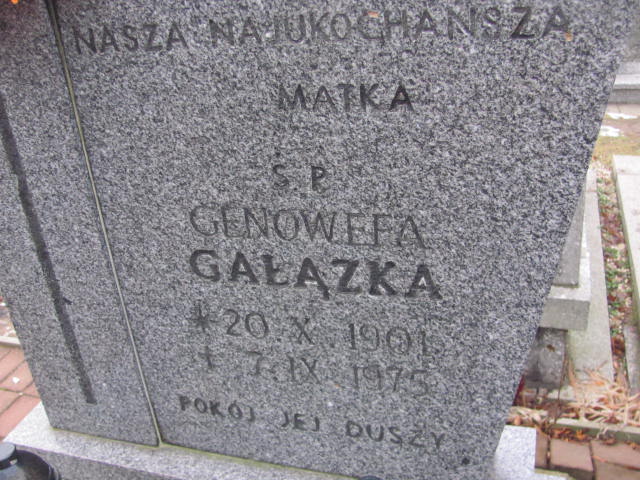 NASZA NAJUKOCHAŃSZA
MATKA
Ś.P.
GENOWEFA
GAŁĄZKA
* 20.X.1901
+ 7.IX.1975
POKÓJ JEJ DUSZY